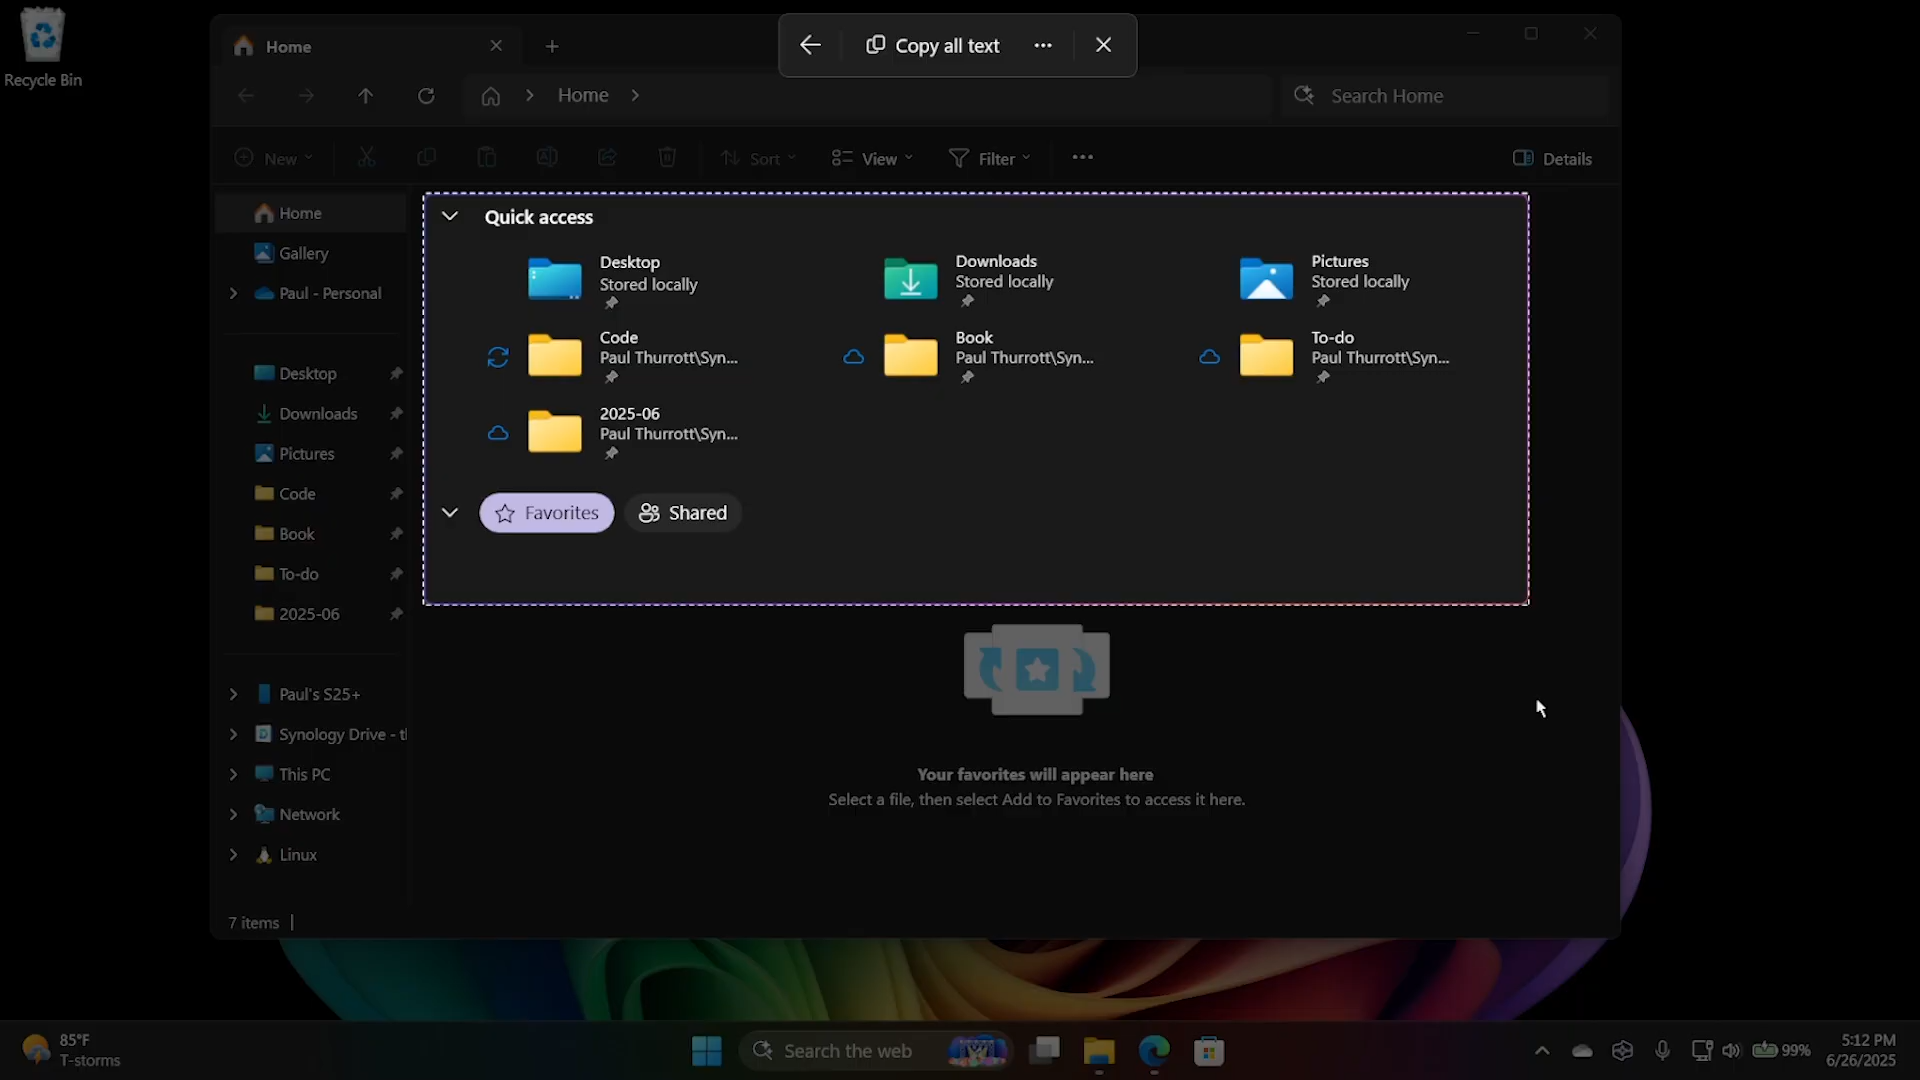 Recycle Bin
Home
Copy all text
Home
Search Home
New
Sort
View
Filter
Details
Home
Gallery
Paul - Personal
Desktop
Downloads
Pictures
Code
Book
To-do
2025-06
Paul's S25+
Synology Drive - tl
This PC
Network
Linux
Quick access
Desktop
Stored locally
Downloads
Stored locally
Pictures
Stored locally
Code
Paul Thurrott\Syn...
Book
Paul Thurrott\Syn...
To-do
Paul Thurrott\Syn...
2025-06
Paul Thurrott\Syn...
Favorites
Shared
Your favorites will appear here
Select a file, then select Add to Favorites to access it here.
7 items
85°F
T-storms
Search the web
99%
5:12 PM
6/26/2025